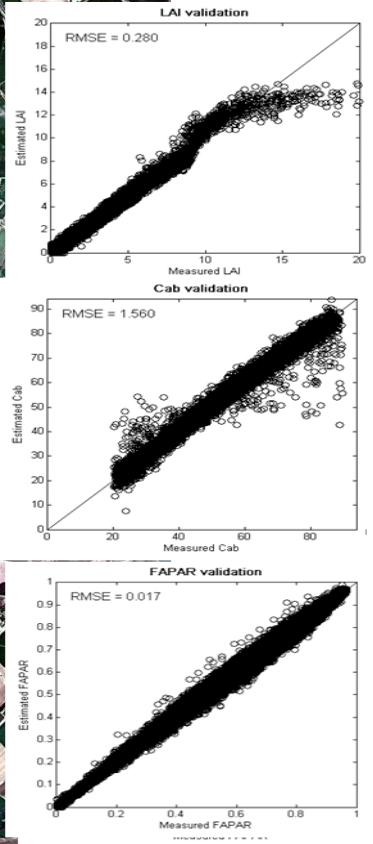 LAI validation
RMSE = 0.280
20
18
16
14
12
10
8
6
4
2
0
Estimated LAI
0 5 10 15 20
Measured LAI
Cab validation
RMSE = 1.560
90
80
70
60
50
40
30
20
10
0
Estimated Cab
0 20 40 60 80
Measured Cab
FAPAR validation
RMSE = 0.017
1
0.9
0.8
0.7
0.6
0.5
0.4
0.3
0.2
0.1
0
Estimated FAPAR
0 0.2 0.4 0.6 0.8 1
Measured FAPAR